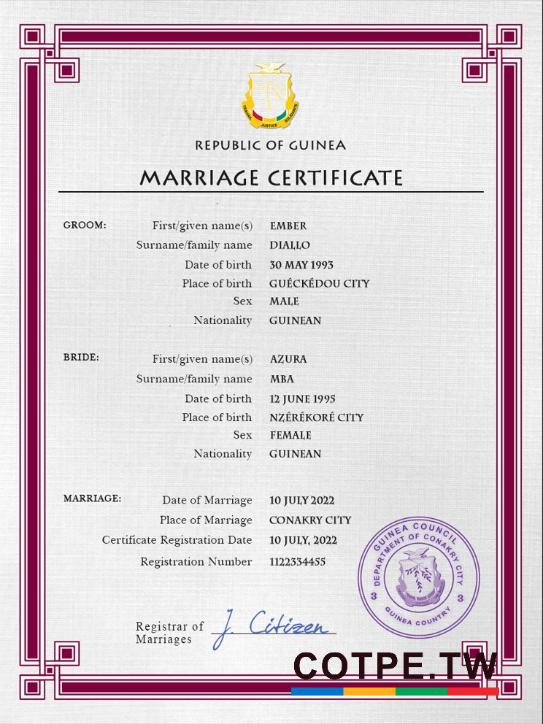 TRAVAIL JUSTICE SOLIDARITÉ
REPUBLIC OF GUINEA
MARRIAGE CERTIFICATE
GROOM: First/given name(s) EMBER
Surname/family name DIALLO
Date of birth 30 MAY 1993
Place of birth GUÉCKÉDOU CITY
Sex MALE
Nationality GUINEAN
BRIDE: First/given name(s) AZURA
Surname/family name MBA
Date of birth 12 JUNE 1995
Place of birth NZÉRÉKORÉ CITY
Sex FEMALE
Nationality GUINEAN
MARRIAGE: Date of Marriage 10 JULY 2022
Place of Marriage CONAKRY CITY
Certificate Registration Date 10 JULY, 2022
Registration Number 1122334455
GUINEA COUNCIL
DEPARTMENT OF CONAKRY CITY
3 3
GUINEA COUNTRY
Registrar of
Marriages
J. Citizen
COTPE.TW